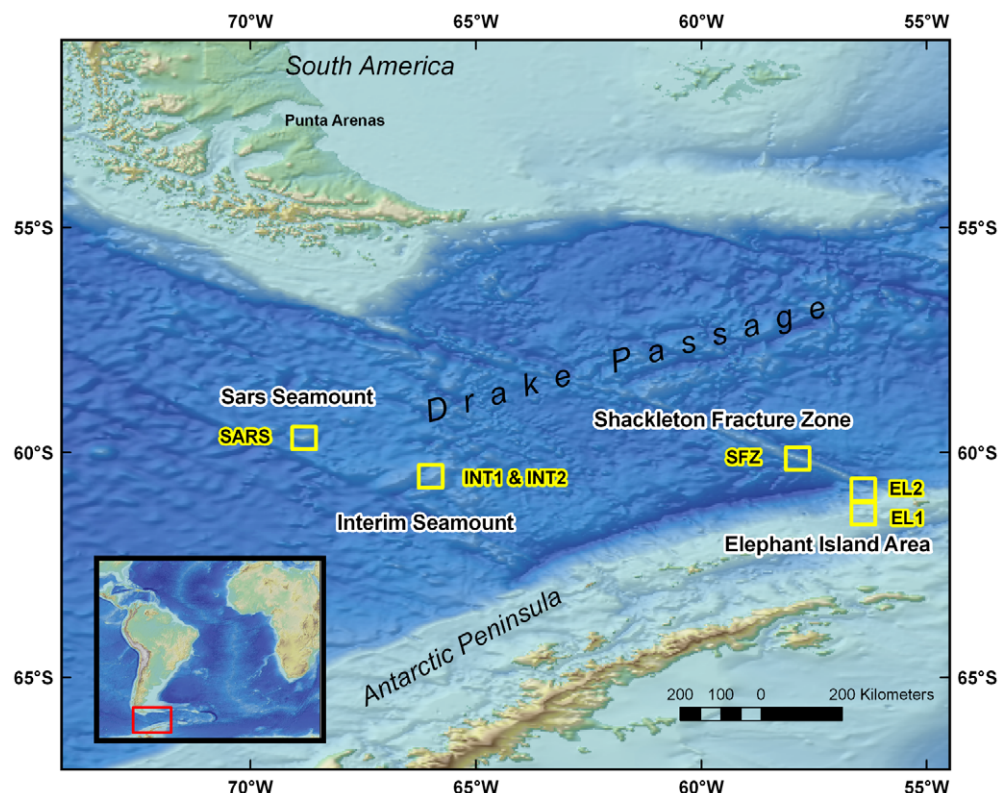 70°W 65°W 60°W 55°W
South America
Punta Arenas
55°S 55°S
Drake Passage
Sars Seamount
Shackleton Fracture Zone
SARS
60°S 60°S
SFZ
INT1 & INT2
EL2
Interim Seamount
EL1
Elephant Island Area
Antarctic Peninsula
65°S 65°S
200 100 0 200 Kilometers
70°W 65°W 60°W 55°W